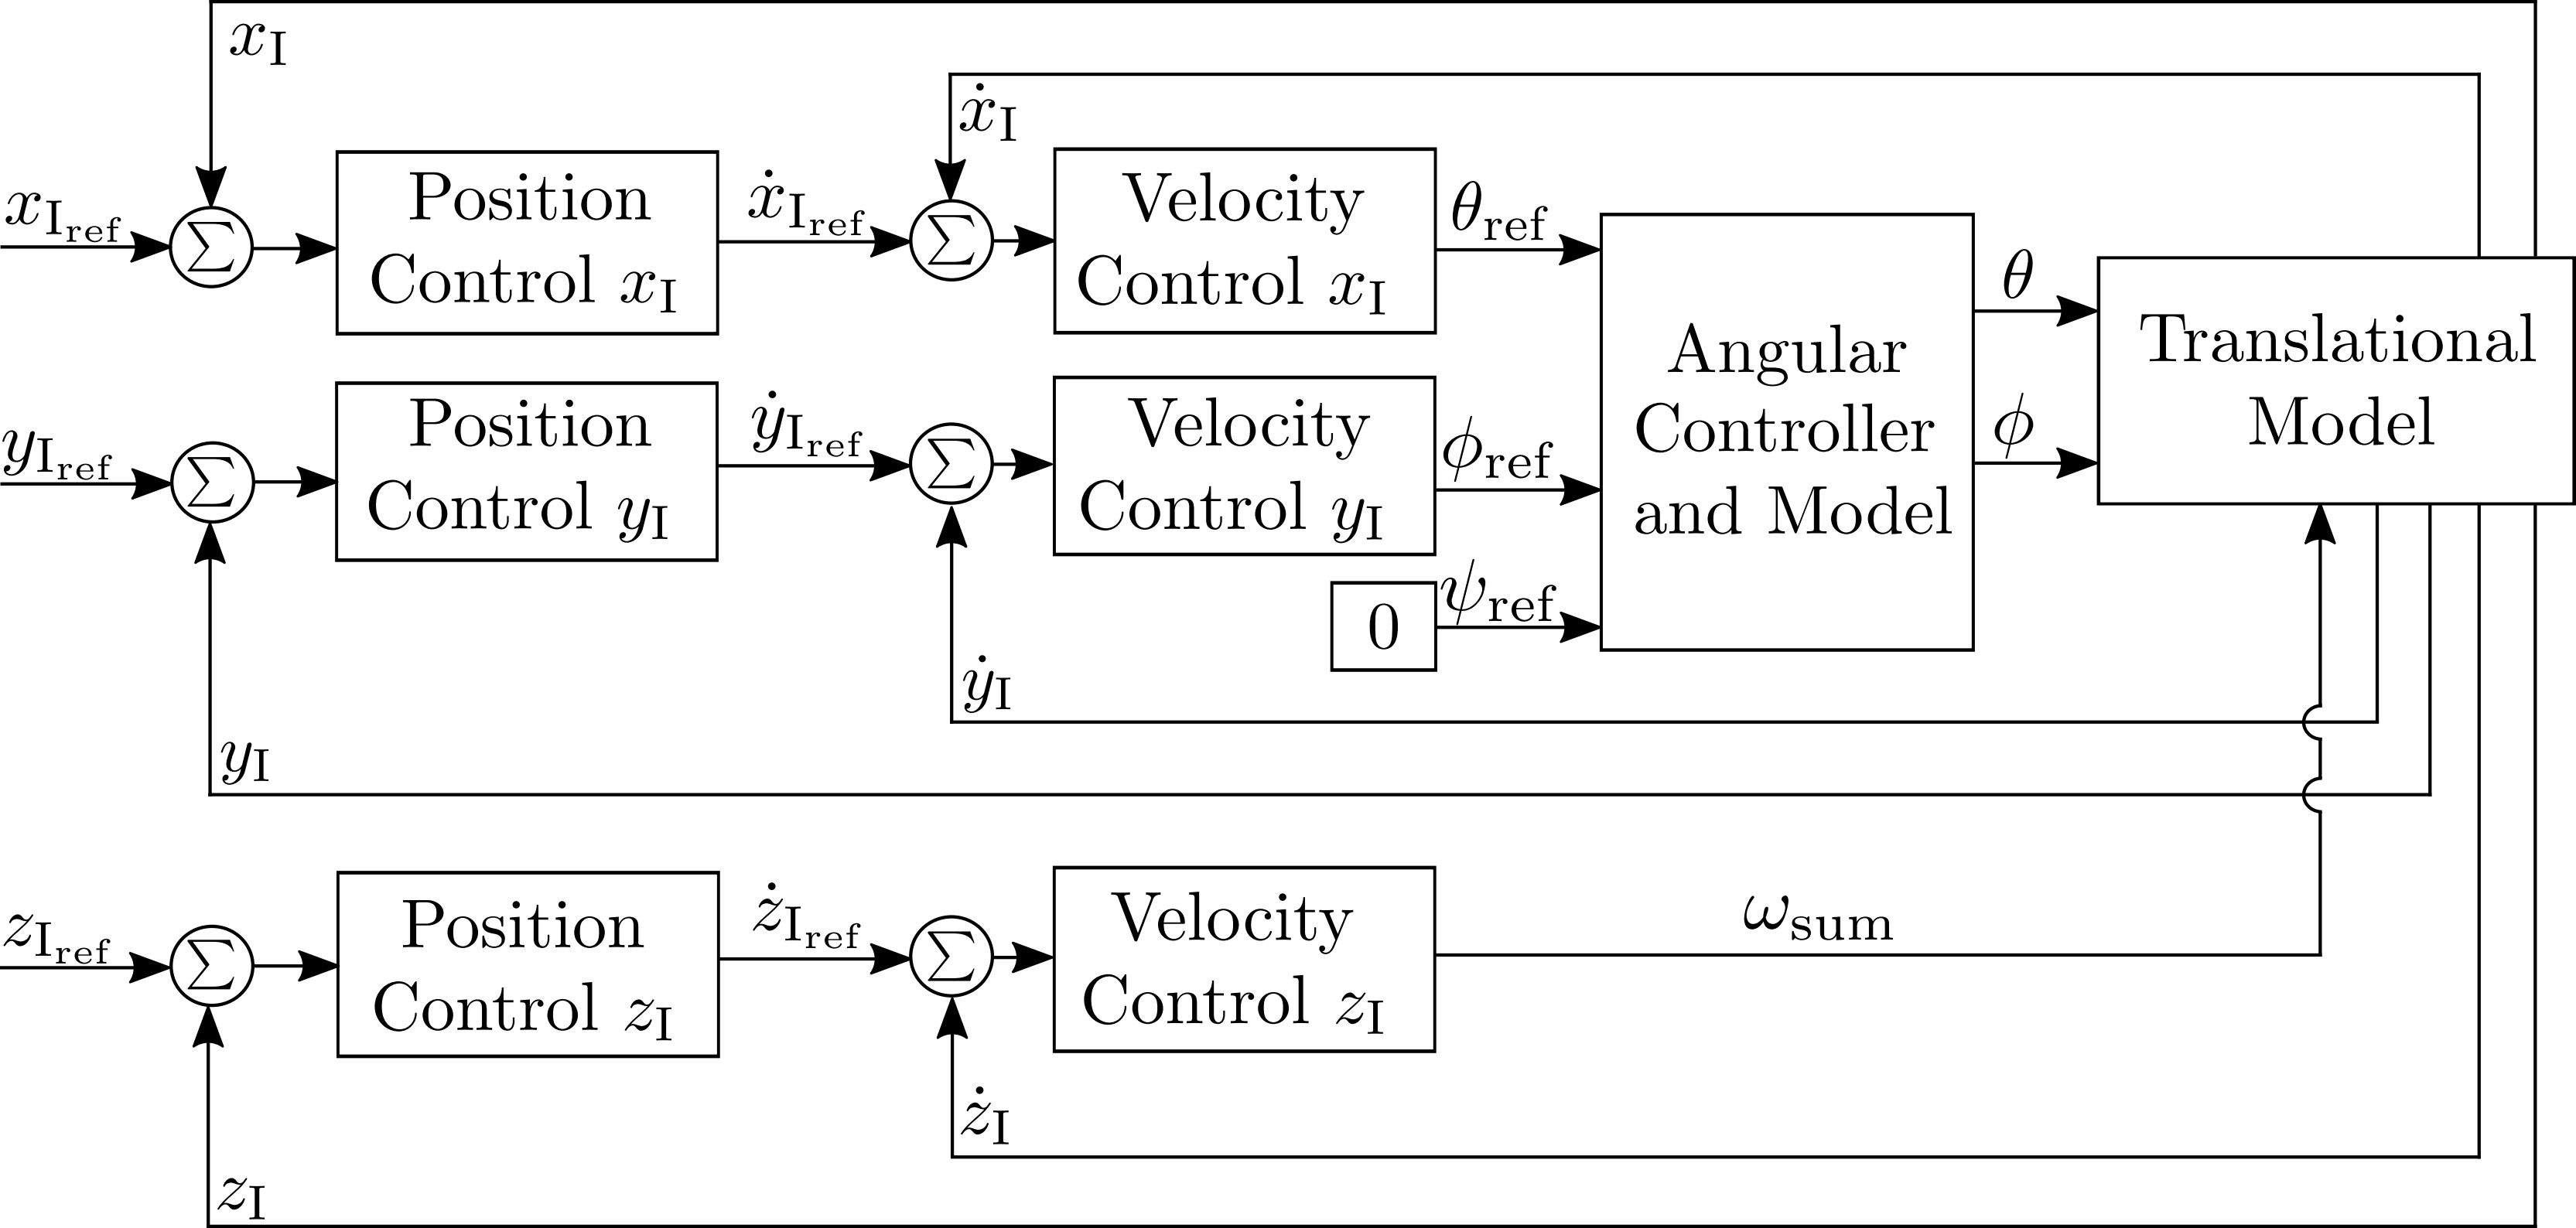 x_I
ẋ_I
x_I_ref
Σ
Position
Control x_I
ẋ_I_ref
Σ
Velocity
Control x_I
θ_ref
θ
y_I_ref
Σ
Position
Control y_I
ẏ_I_ref
Σ
Velocity
Control y_I
ϕ_ref
Angular
Controller
and Model
ϕ
Translational
Model
0
ψ_ref
ẏ_I
y_I
z_I_ref
Σ
Position
Control z_I
ż_I_ref
Σ
Velocity
Control z_I
ω_sum
ż_I
z_I